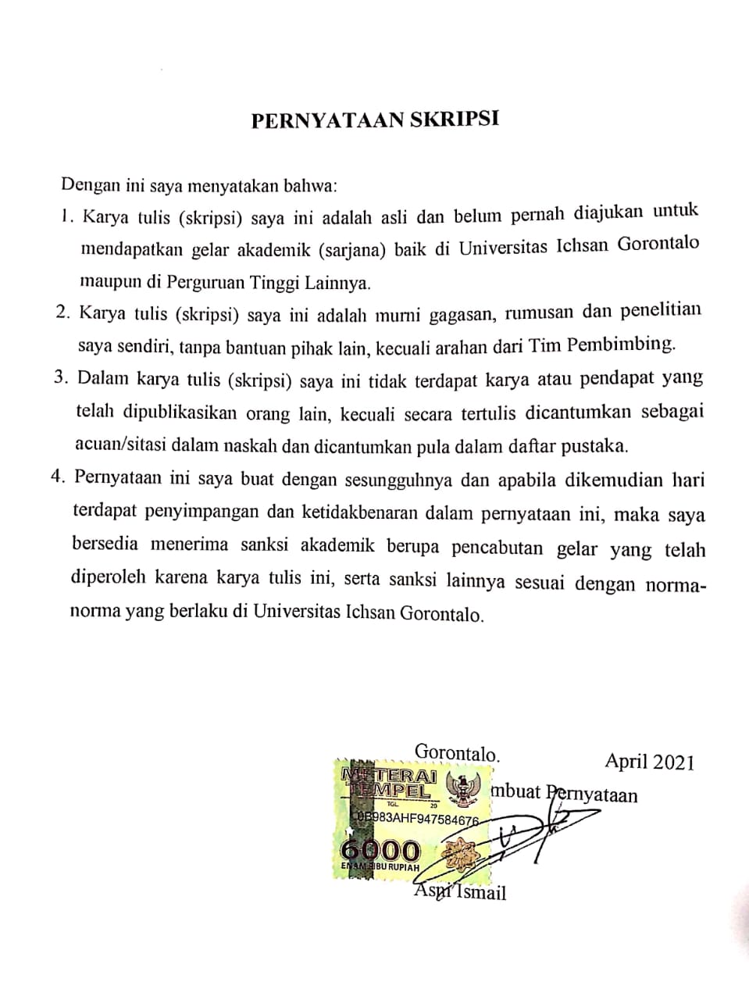 PERNYATAAN SKRIPSI
Dengan ini saya menyatakan bahwa:
1. Karya tulis (skripsi) saya ini adalah asli dan belum pernah diajukan untuk
mendapatkan gelar akademik (sarjana) baik di Universitas Ichsan Gorontalo
maupun di Perguruan Tinggi Lainnya.
2. Karya tulis (skripsi) saya ini adalah murni gagasan, rumusan dan penelitian
saya sendiri, tanpa bantuan pihak lain, kecuali arahan dari Tim Pembimbing.
3. Dalam karya tulis (skripsi) saya ini tidak terdapat karya atau pendapat yang
telah dipublikasikan orang lain, kecuali secara tertulis dicantumkan sebagai
acuan/sitasi dalam naskah dan dicantumkan pula dalam daftar pustaka.
4. Pernyataan ini saya buat dengan sesungguhnya dan apabila dikemudian hari
terdapat penyimpangan dan ketidakbenaran dalam pernyataan ini, maka saya
bersedia menerima sanksi akademik berupa pencabutan gelar yang telah
diperoleh karena karya tulis ini, serta sanksi lainnya sesuai dengan norma-
norma yang berlaku di Universitas Ichsan Gorontalo.
Gorontalo. April 2021
mbuat Pernyataan
METERAI
TEMPEL
TGL 20
983AHF947584676
6000
ENAM RIBU RUPIAH
Ismail